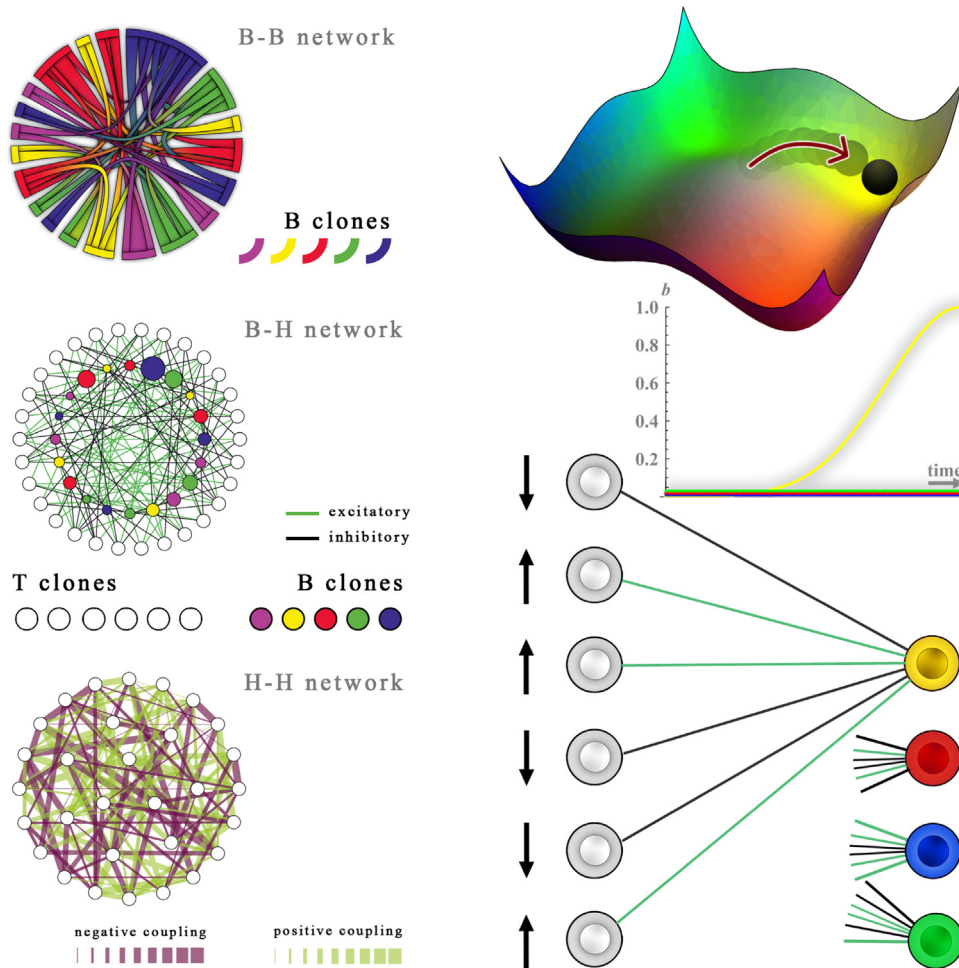 B-B network
B clones
B-H network
excitatory
inhibitory
T clones
B clones
H-H network
negative coupling
positive coupling
b
1.0
0.8
0.6
0.4
0.2
time